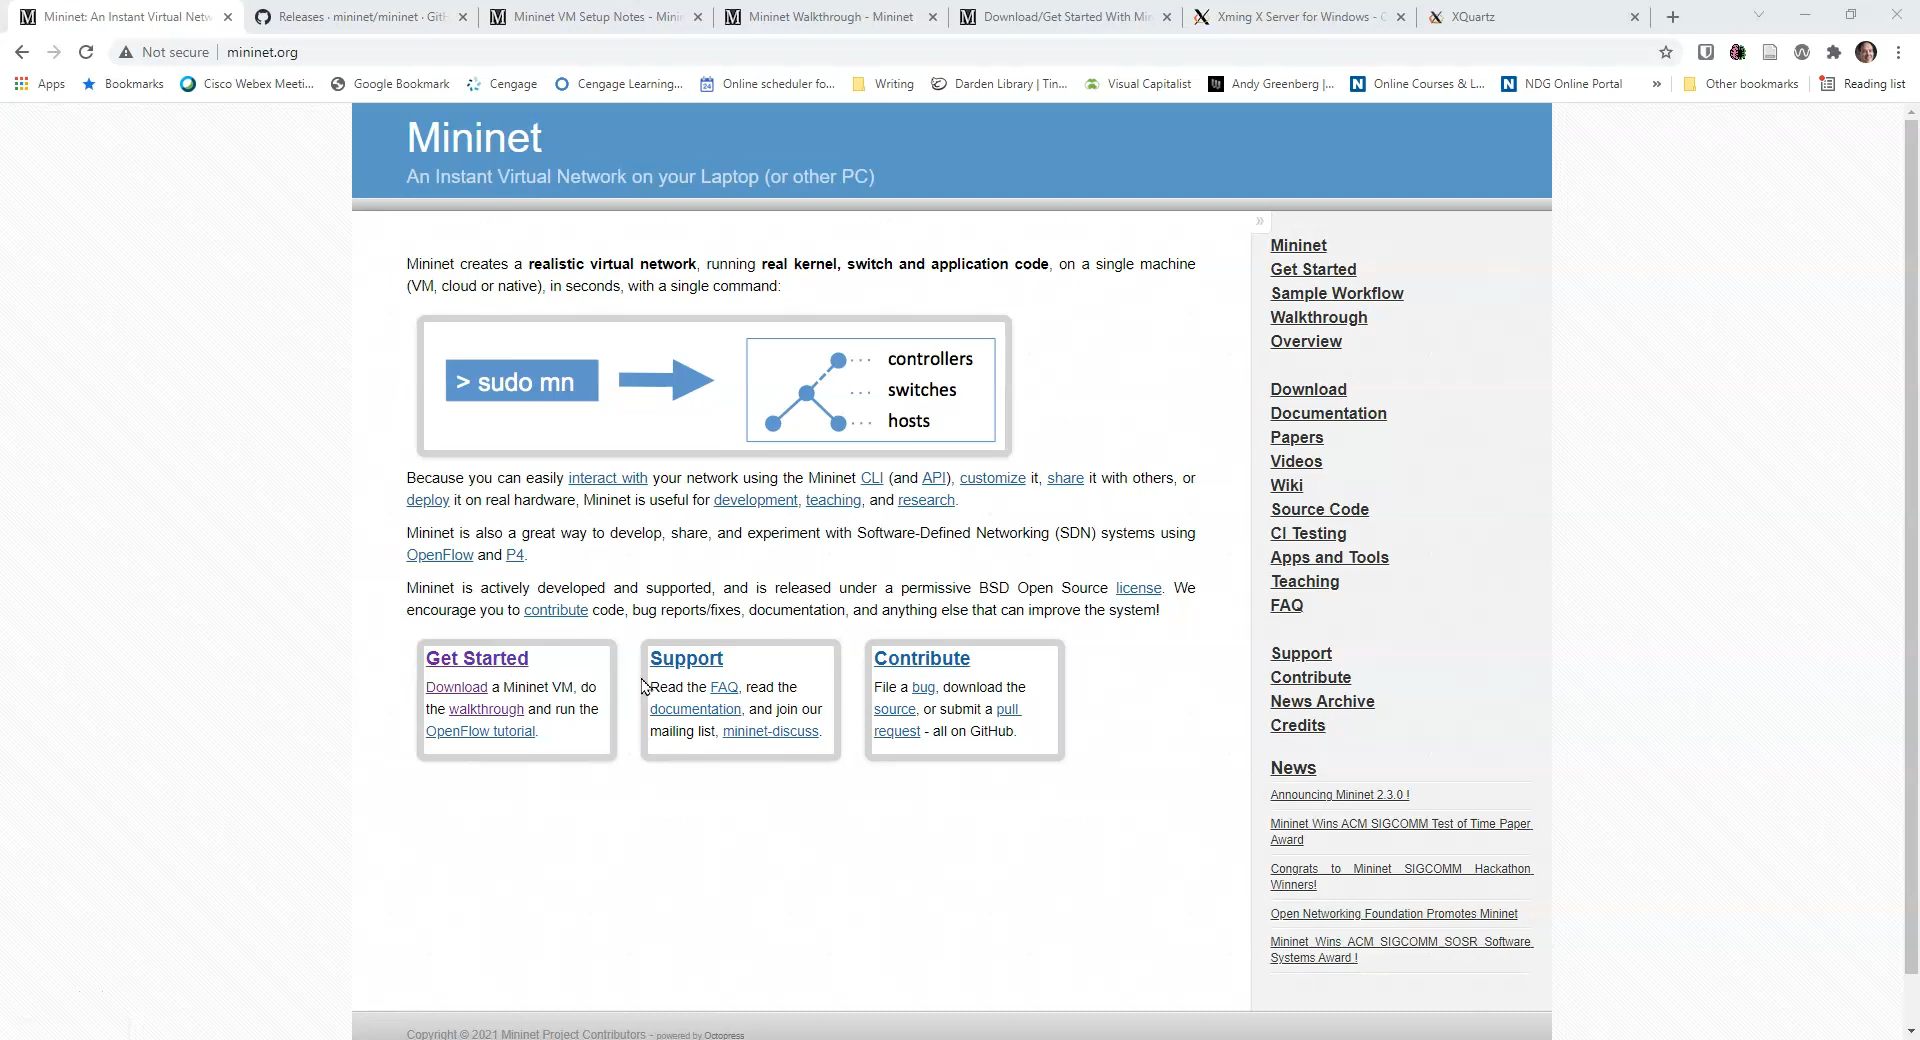 Mininet: An Instant Virtual Netw
Releases · mininet/mininet · GitH
Mininet VM Setup Notes - Minin
Mininet Walkthrough - Mininet
Download/Get Started With Min
Xming X Server for Windows - O
XQuartz
Not secure
mininet.org
Apps
Bookmarks
Cisco Webex Meeti...
Google Bookmark
Cengage
Cengage Learning...
Online scheduler fo...
Writing
Darden Library | Tin...
Visual Capitalist
Andy Greenberg |...
Online Courses & L...
NDG Online Portal
»
Other bookmarks
Reading list
Mininet
An Instant Virtual Network on your Laptop (or other PC)
»
Mininet creates a realistic virtual network, running real kernel, switch and application code, on a single machine
(VM, cloud or native), in seconds, with a single command:
> sudo mn
controllers
switches
hosts
Because you can easily interact with your network using the Mininet CLI (and API), customize it, share it with others, or
deploy it on real hardware, Mininet is useful for development, teaching, and research.
Mininet is also a great way to develop, share, and experiment with Software-Defined Networking (SDN) systems using
OpenFlow and P4.
Mininet is actively developed and supported, and is released under a permissive BSD Open Source license. We
encourage you to contribute code, bug reports/fixes, documentation, and anything else that can improve the system!
Get Started
Download a Mininet VM, do
the walkthrough and run the
OpenFlow tutorial.
Support
Read the FAQ, read the
documentation, and join our
mailing list, mininet-discuss.
Contribute
File a bug, download the
source, or submit a pull
request - all on GitHub.
Mininet
Get Started
Sample Workflow
Walkthrough
Overview
Download
Documentation
Papers
Videos
Wiki
Source Code
CI Testing
Apps and Tools
Teaching
FAQ
Support
Contribute
News Archive
Credits
News
Announcing Mininet 2.3.0 !
Mininet Wins ACM SIGCOMM Test of Time Paper
Award
Congrats to Mininet SIGCOMM Hackathon
Winners!
Open Networking Foundation Promotes Mininet
Mininet Wins ACM SIGCOMM SOSR Software
Systems Award !
Copyright © 2021 Mininet Project Contributors - powered by Octopress